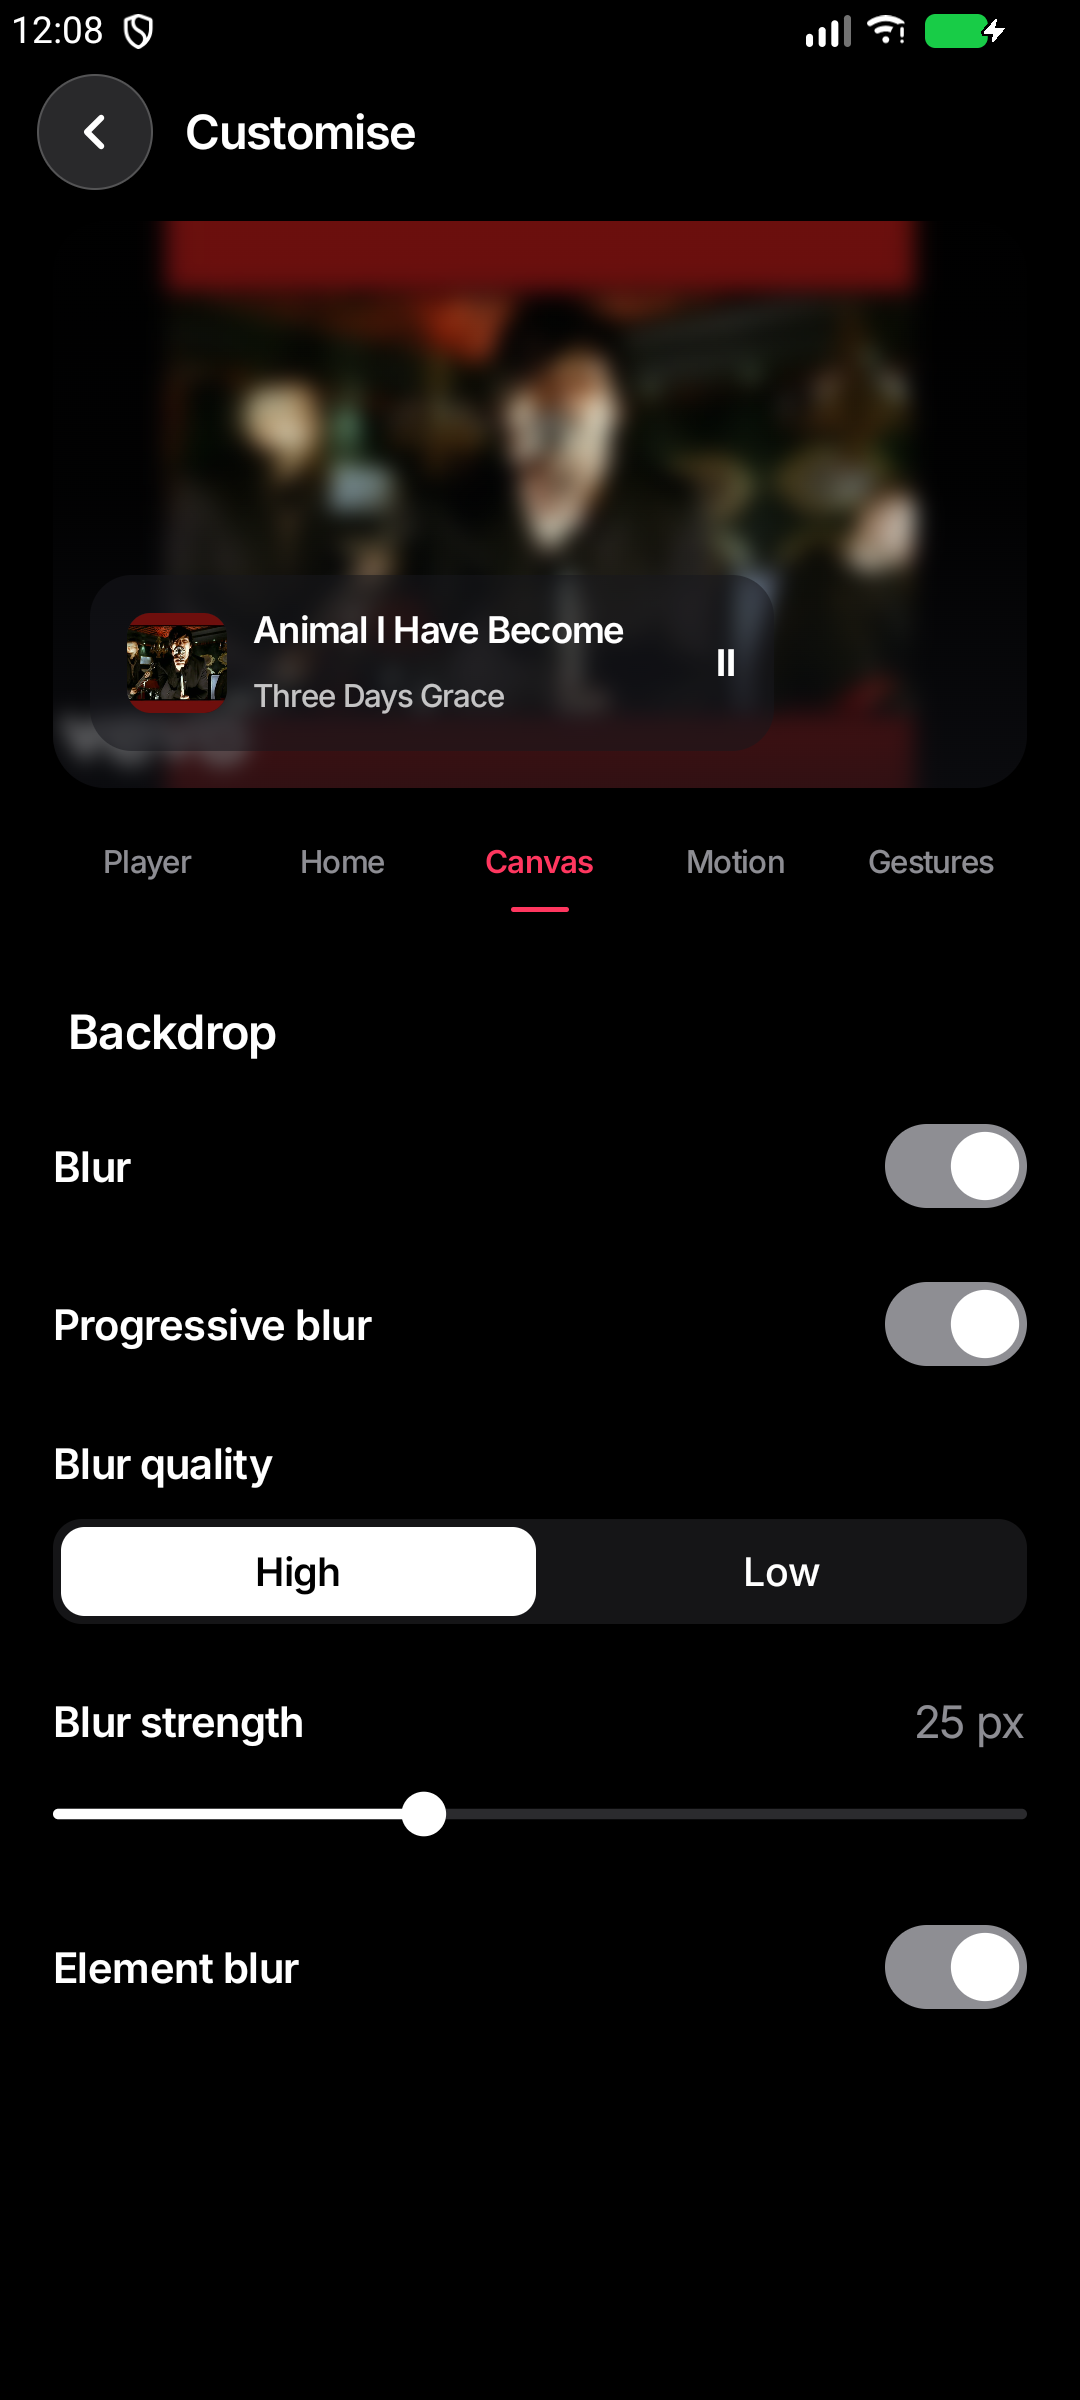 12:08
Customise
Animal I Have Become
Three Days Grace
Player Home Canvas Motion Gestures
Backdrop
Blur
Progressive blur
Blur quality
High Low
Blur strength 25 px
Element blur